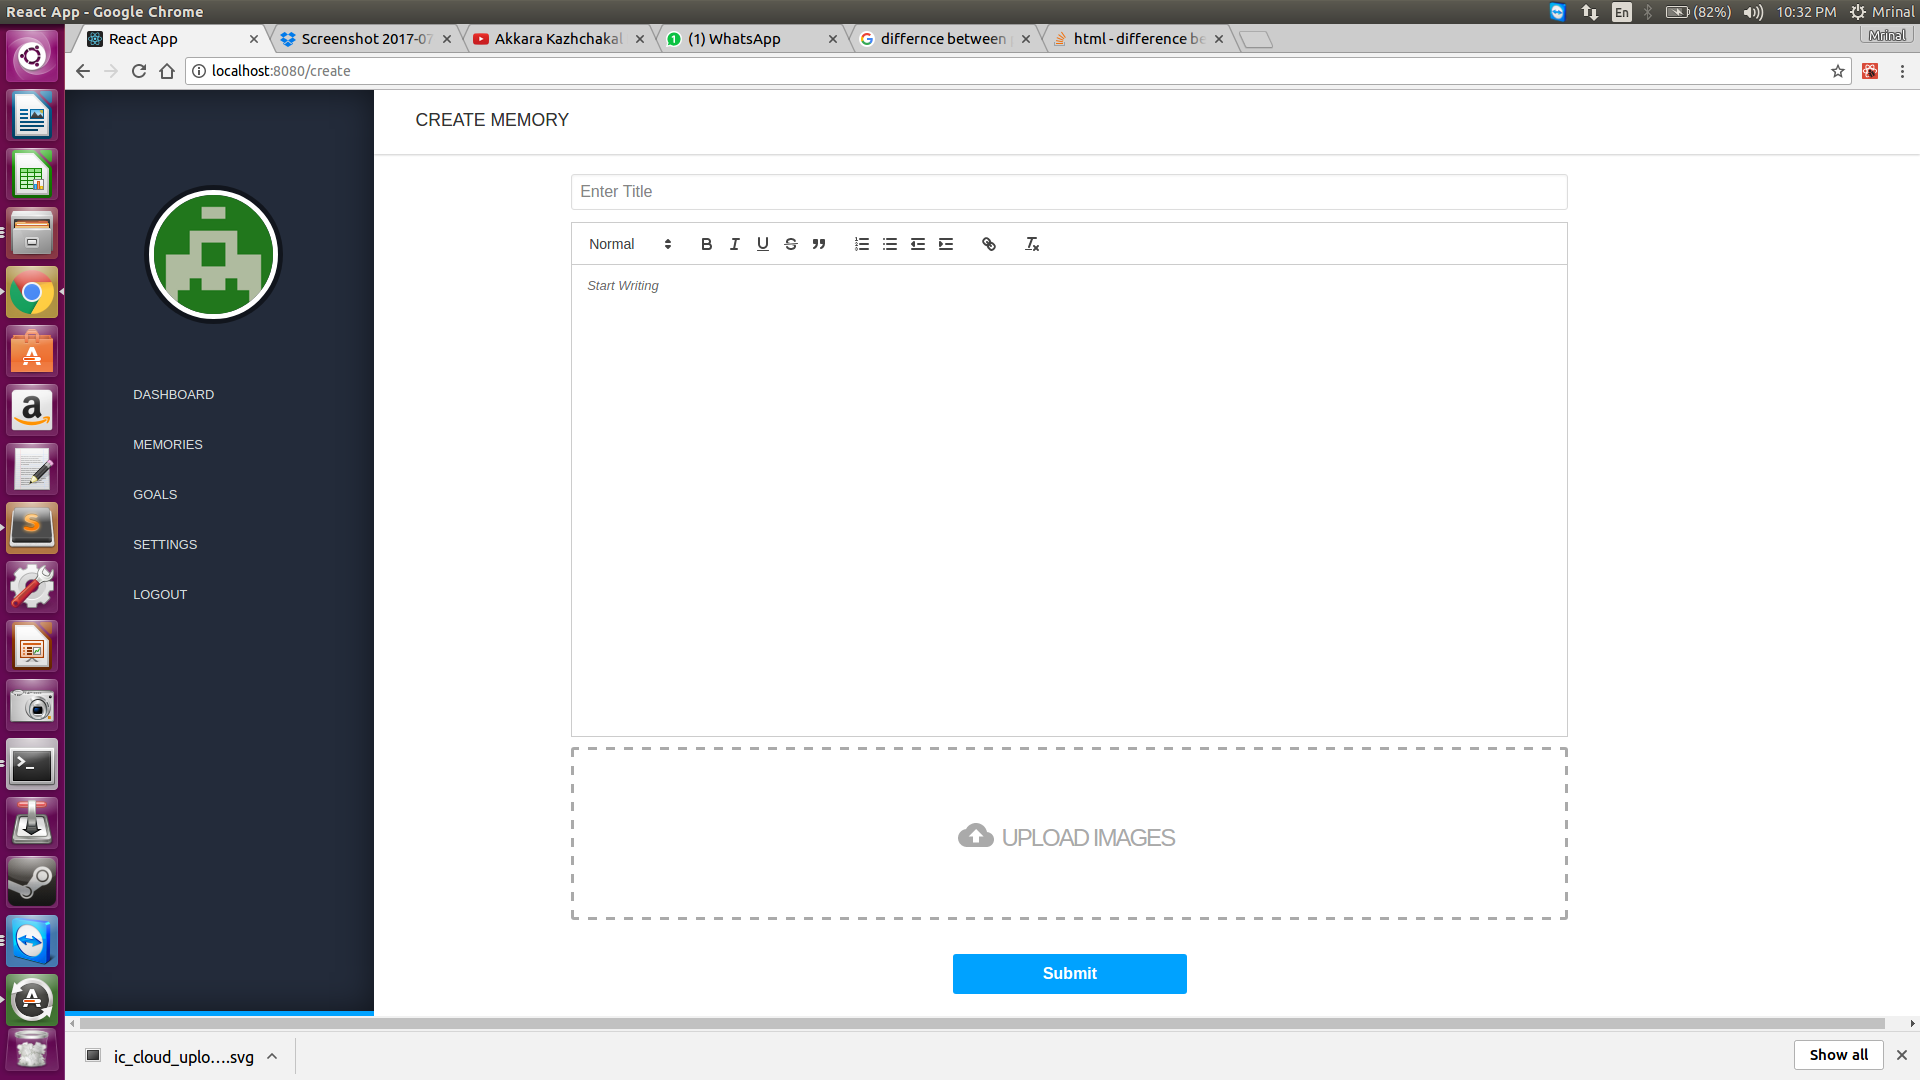 React App - Google Chrome
En
(82%)
10:32 PM
Mrinal
React App
Screenshot 2017-07
Akkara Kazhchakal
(1) WhatsApp
differnce between
html - difference be
Mrinal
localhost:8080/create
CREATE MEMORY
Enter Title
Normal
Start Writing
DASHBOARD
MEMORIES
GOALS
SETTINGS
LOGOUT
UPLOAD IMAGES
Submit
ic_cloud_uplo....svg
Show all